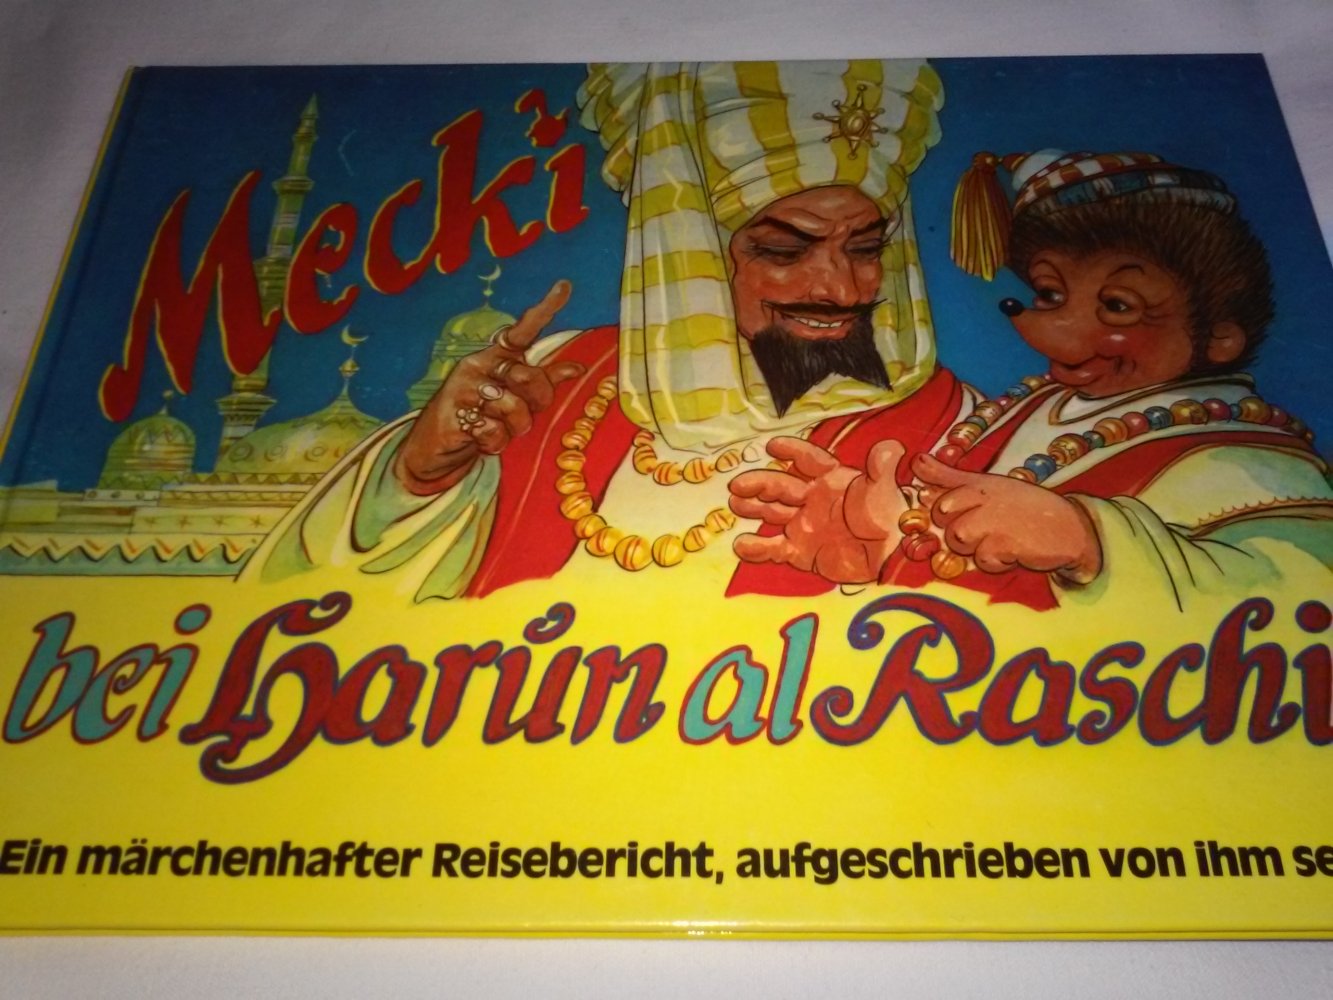 Mecki
bei Harun al Raschi
Ein märchenhafter Reisebericht, aufgeschrieben von ihm se